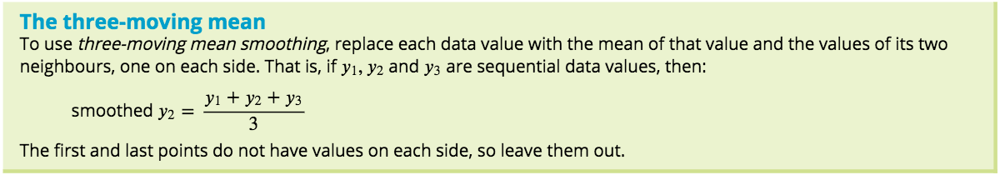 The three-moving mean
To use three-moving mean smoothing, replace each data value with the mean of that value and the values of its two
neighbours, one on each side. That is, if y₁, y₂ and y₃ are sequential data values, then:
smoothed y₂ = (y₁ + y₂ + y₃) / 3
The first and last points do not have values on each side, so leave them out.